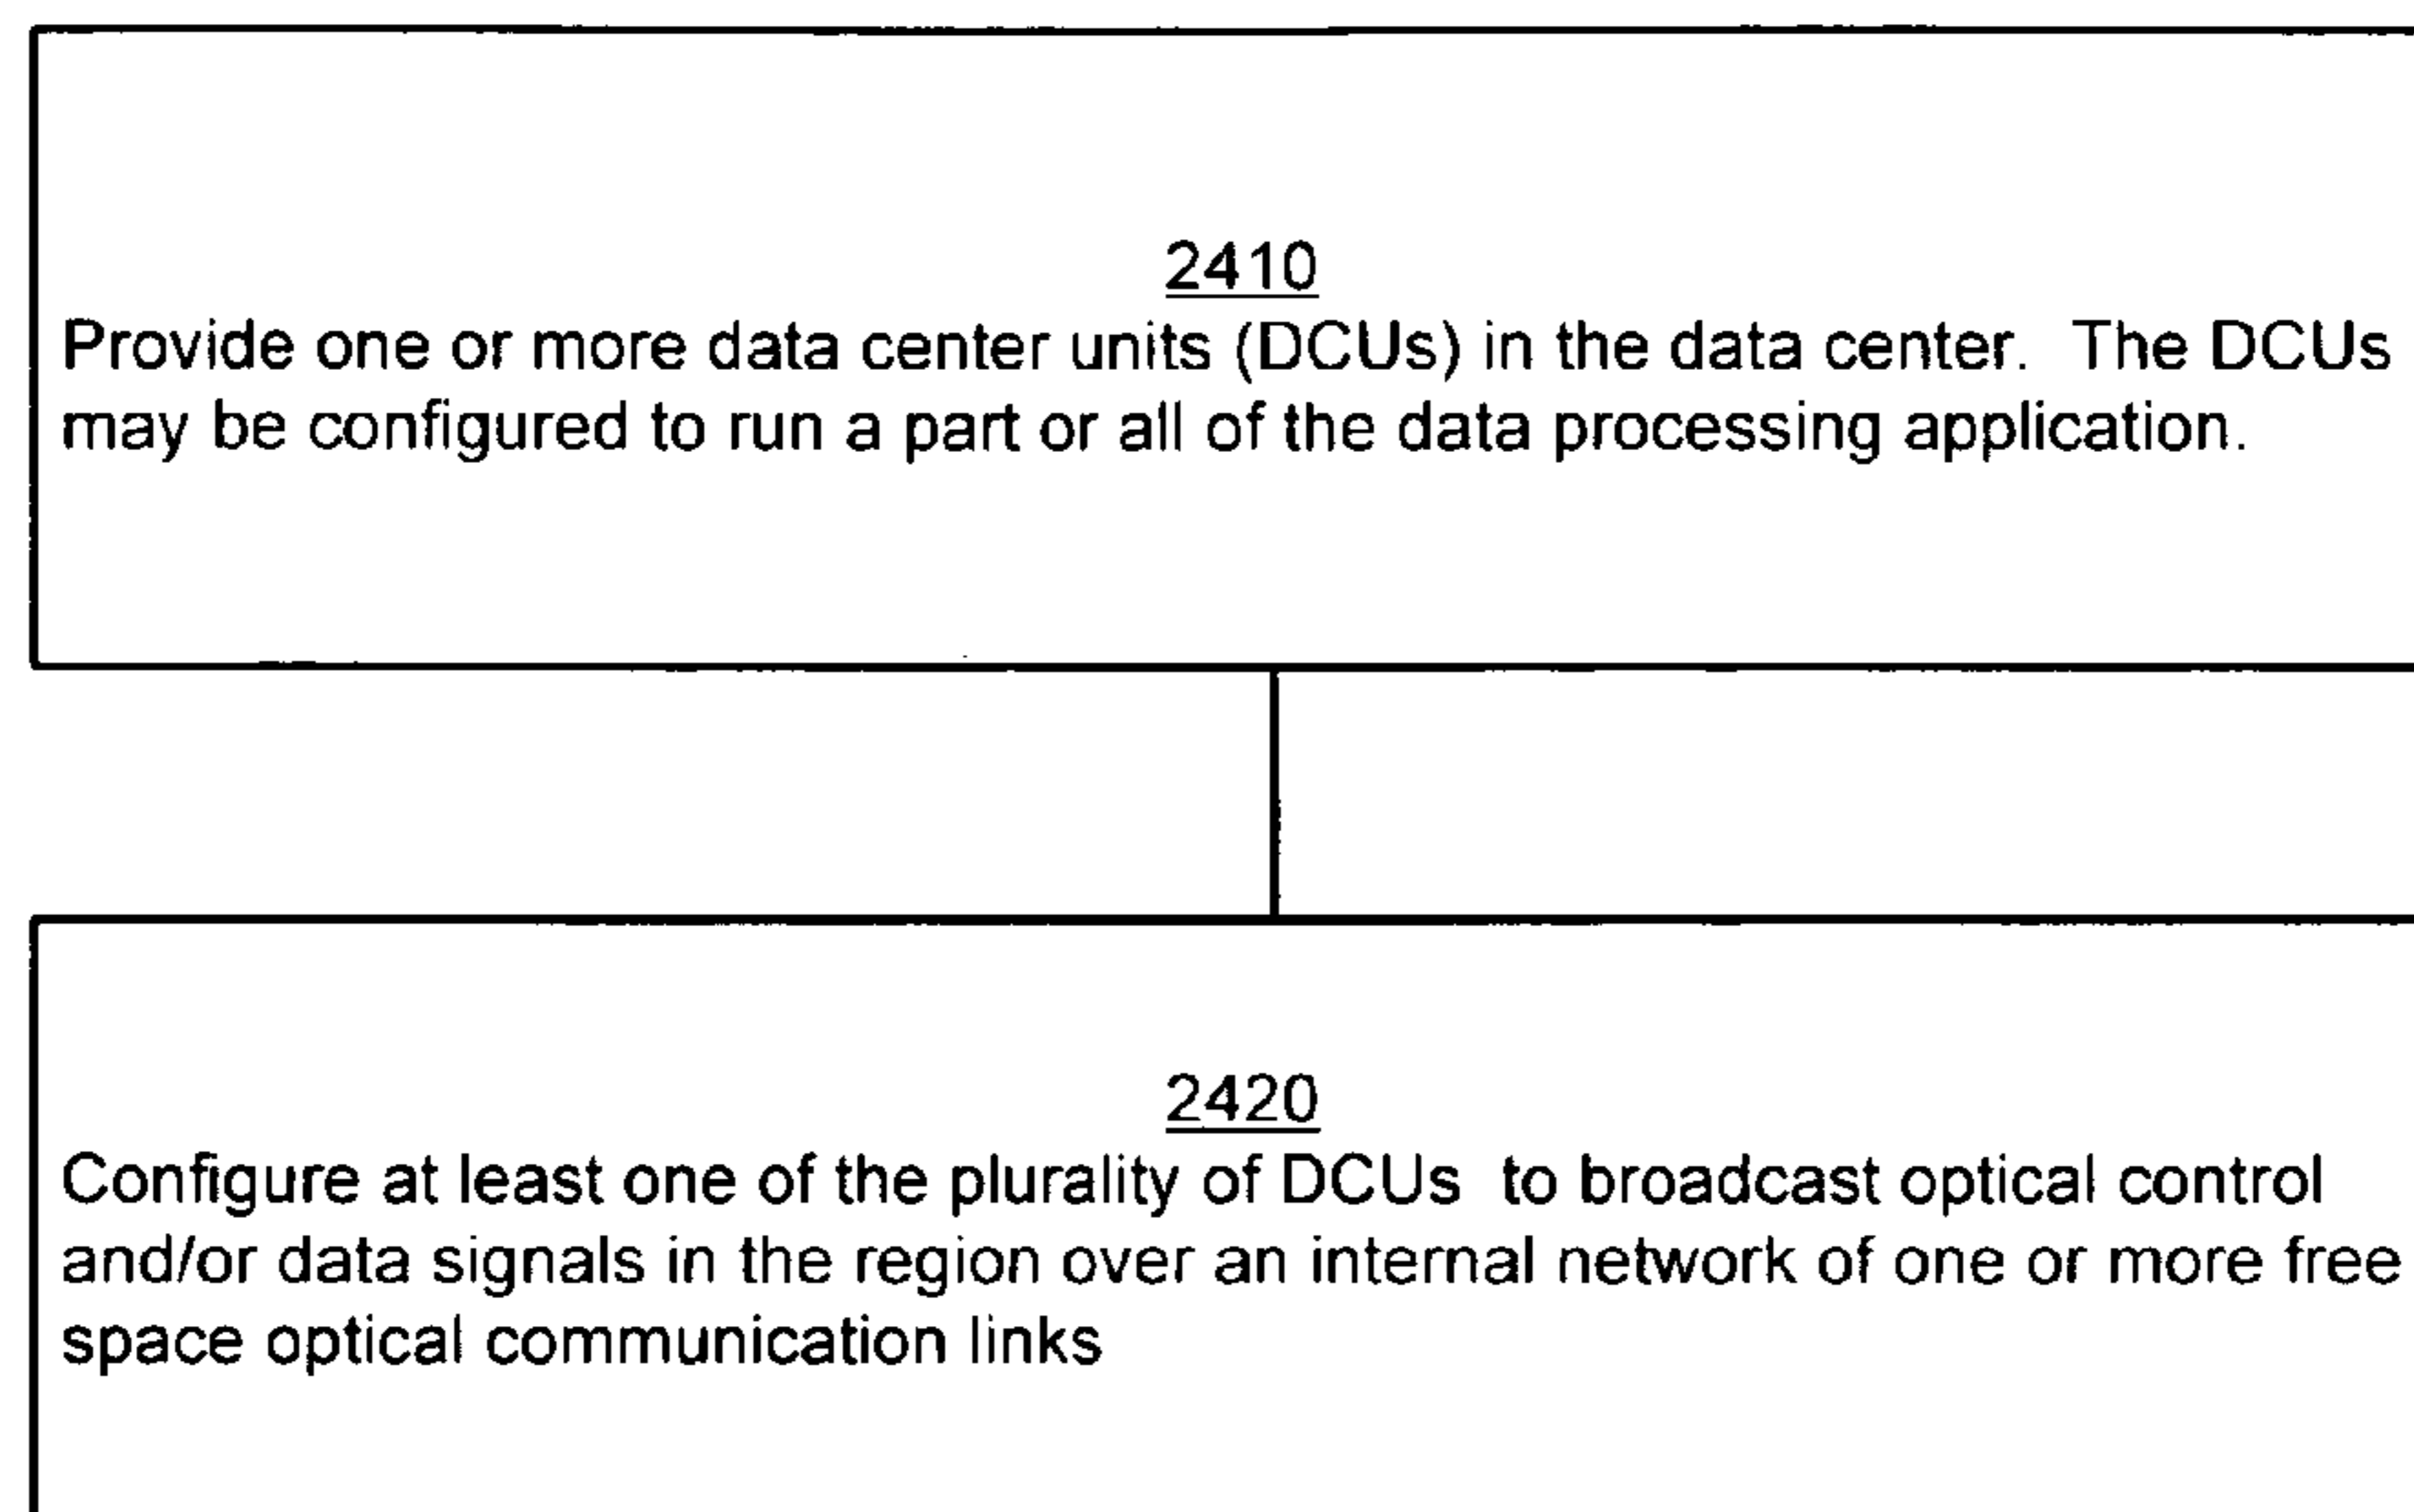 2410
Provide one or more data center units (DCUs) in the data center. The DCUs
may be configured to run a part or all of the data processing application.
2420
Configure at least one of the plurality of DCUs to broadcast optical control
and/or data signals in the region over an internal network of one or more free
space optical communication links